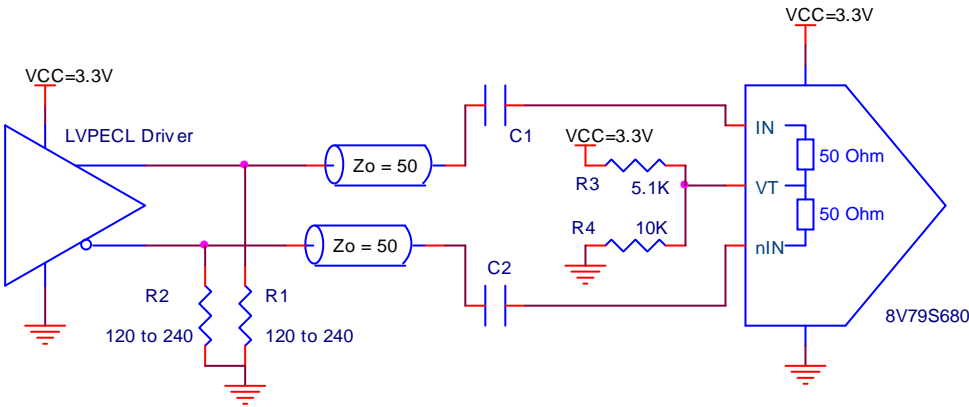 VCC=3.3V
VCC=3.3V
LVPECL Driver
C1
IN
VCC=3.3V
Zo = 50
50 Ohm
R3
5.1K
VT
R4
10K
50 Ohm
Zo = 50
nIN
C2
R2
R1
120 to 240
120 to 240
8V79S680